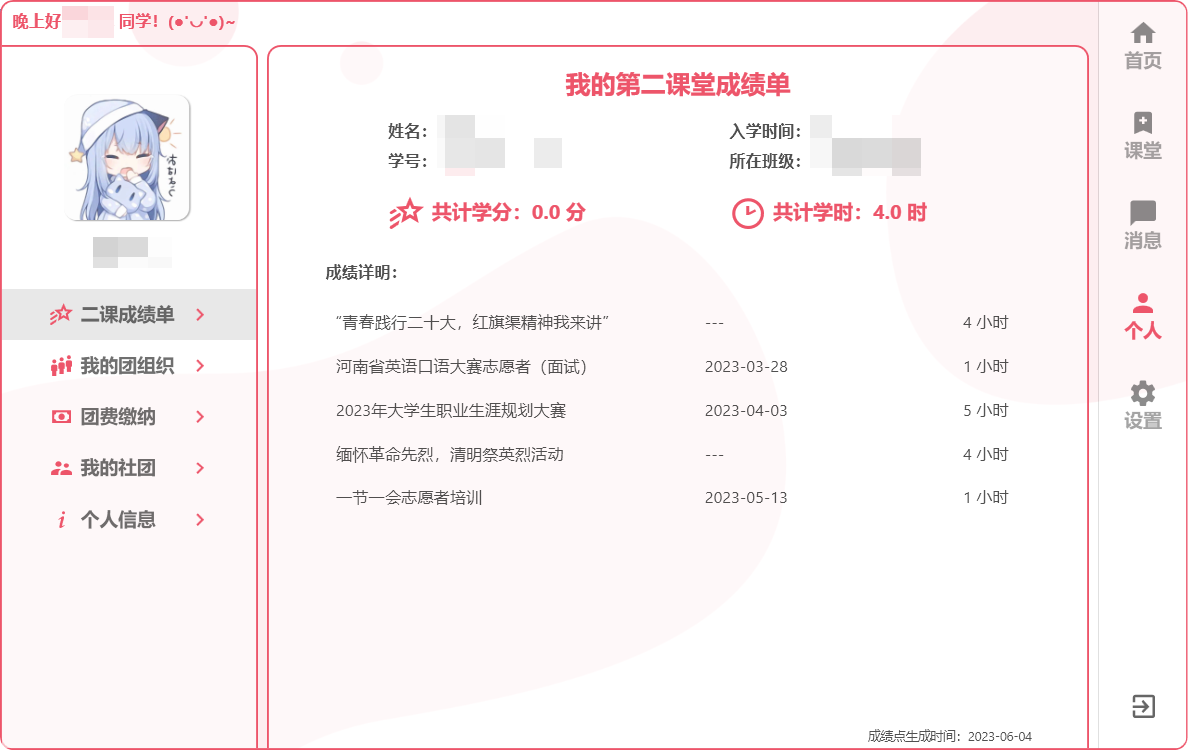 晚上好 同学！(●'◡'●)~
二课成绩单
我的团组织
团费缴纳
我的社团
个人信息
我的第二课堂成绩单
姓名： 入学时间：
学号： 所在班级：
共计学分：0.0 分 共计学时：4.0 时
成绩详明：
“青春践行二十大，红旗渠精神我来讲” --- 4 小时
河南省英语口语大赛志愿者（面试） 2023-03-28 1 小时
2023年大学生职业生涯规划大赛 2023-04-03 5 小时
缅怀革命先烈，清明祭英烈活动 --- 4 小时
一节一会志愿者培训 2023-05-13 1 小时
成绩点生成时间：2023-06-04
首页
课堂
消息
个人
设置